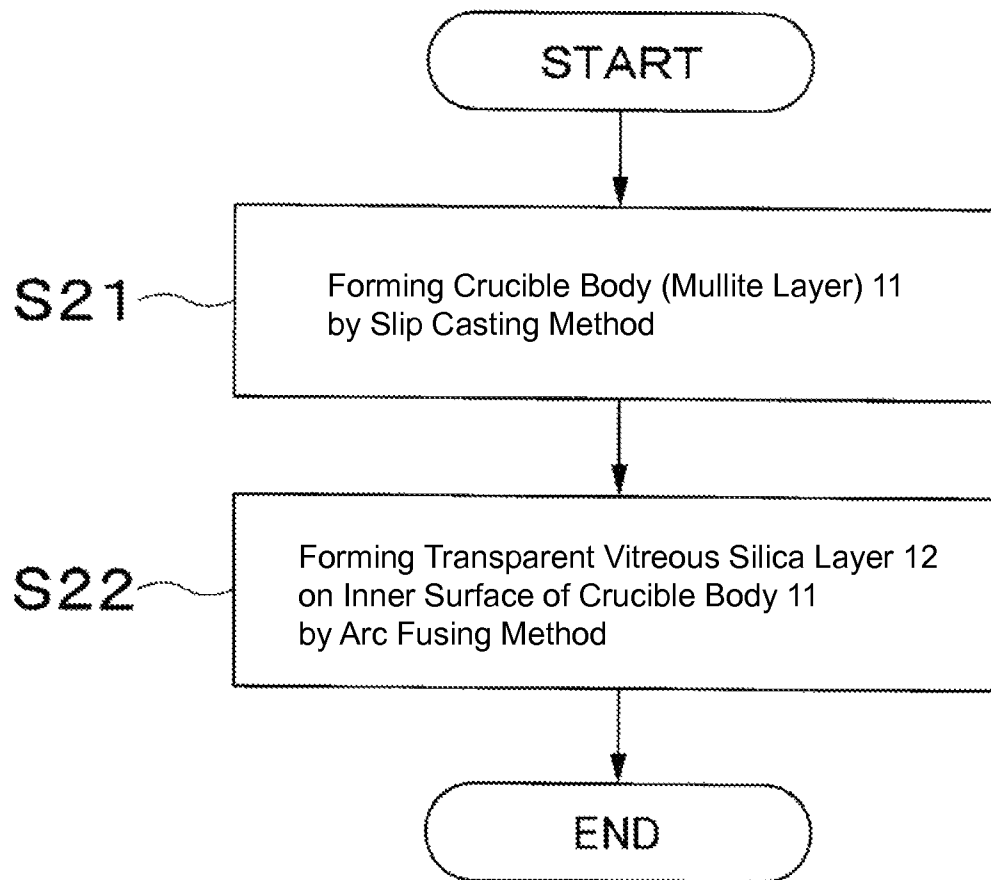 START
S21
Forming Crucible Body (Mullite Layer) 11
by Slip Casting Method
S22
Forming Transparent Vitreous Silica Layer 12
on Inner Surface of Crucible Body 11
by Arc Fusing Method
END